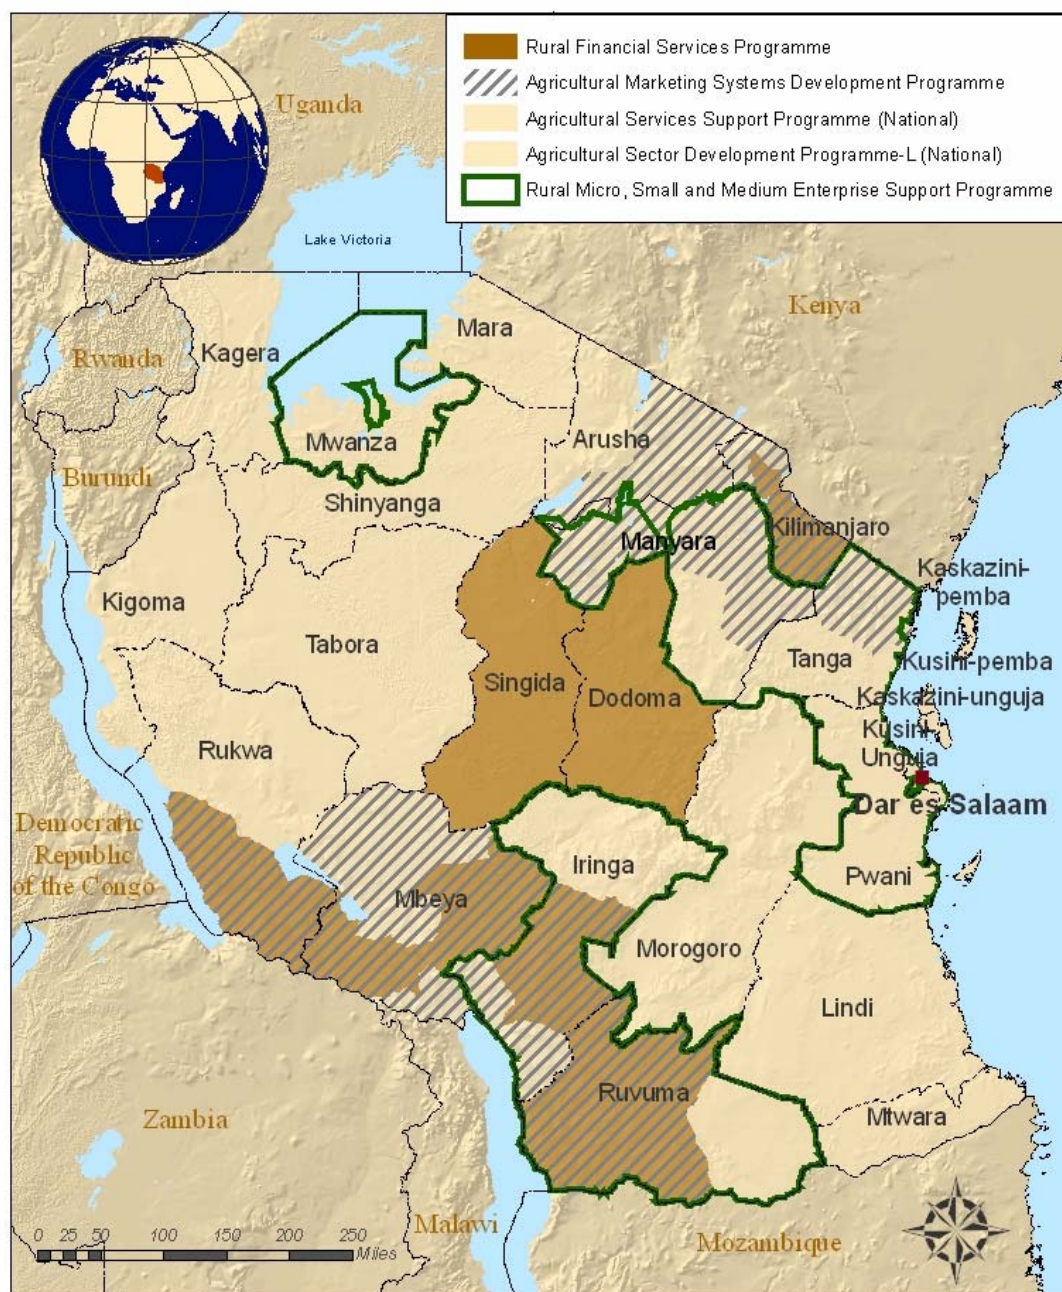 Rural Financial Services Programme
Agricultural Marketing Systems Development Programme
Agricultural Services Support Programme (National)
Agricultural Sector Development Programme-L (National)
Rural Micro, Small and Medium Enterprise Support Programme
Uganda
Lake Victoria
Kenya
Mara
Rwanda
Kagera
Arusha
Mwanza
Burundi
Shinyanga
Kilimanjaro
Manyara
Kaskazini-
pemba
Kigoma
Tabora
Tanga
Kusini-pemba
Singida
Dodoma
Kaskazini-unguja
Kusini-
Unguja
Rukwa
Dar es Salaam
Democratic
Republic
of the Congo
Iringa
Pwani
Mbeya
Morogoro
Lindi
Ruvuma
Mtwara
Zambia
Malawi
Mozambique
0 50 100 150 200 250
Miles